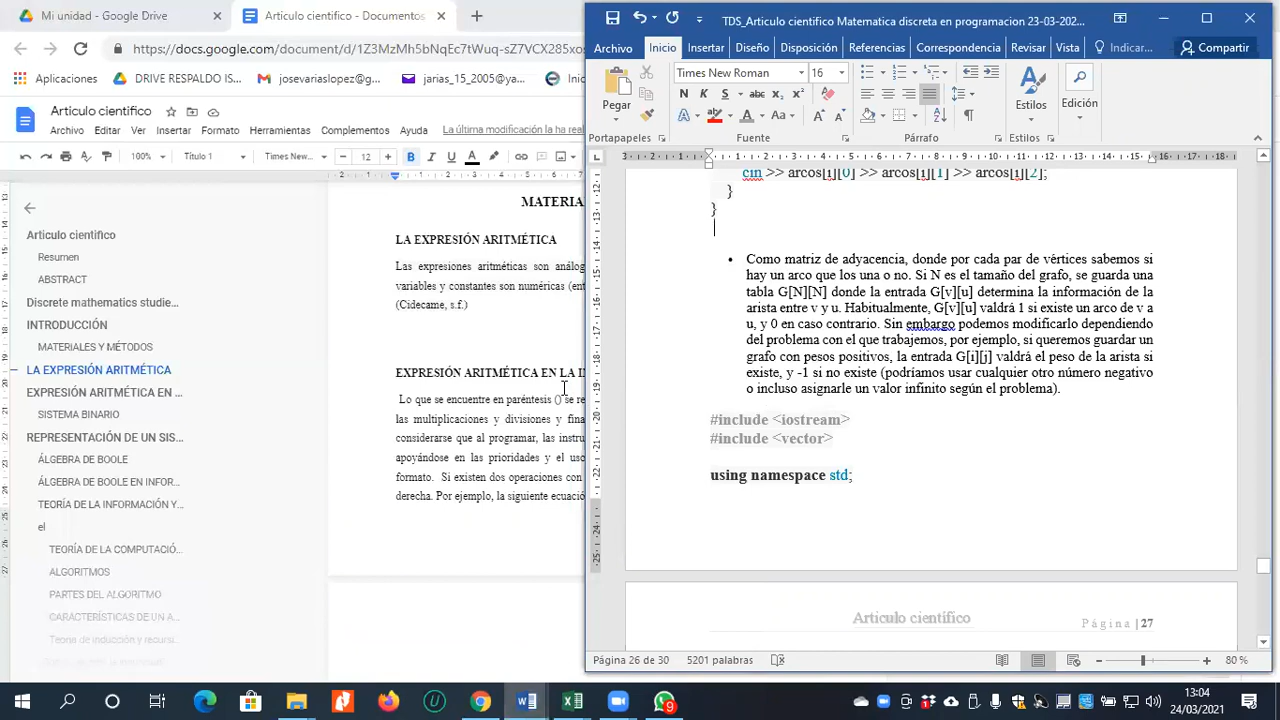 Mi unidad - Google Drive
Articulo científico - Documentos
docs.google.com/document/d/1Z3MzMh5bNqEc7tWuq-sZ7VCX285xos
Aplicaciones
DRIVE RESPALDO IS...
josevariaslopez@g...
jarias_15_2005@ya...
Inic
Articulo científico
Archivo Editar Ver Insertar Formato Herramientas Complementos Ayuda La última modificación la ha real
100% Título 1 Times New... 12
Articulo científico
Resumen
ABSTRACT
Discrete mathematics studie...
INTRODUCCIÓN
MATERIALES Y MÉTODOS
LA EXPRESIÓN ARITMÉTICA
EXPRESIÓN ARITMÉTICA EN ...
SISTEMA BINARIO
REPRESENTACIÓN DE UN SIS...
ÁLGEBRA DE BOOLE
ÁLGEBRA DE BOOLE EN INFOR...
TEORÍA DE LA INFORMACIÓN Y...
el
TEORÍA DE LA COMPUTACIÓ...
ALGORITMOS
PARTES DEL ALGORITMO
CARACTERÍSTICAS DE UN A...
Teoría de inducción y recursi...
MATERIA
LA EXPRESIÓN ARITMÉTICA
Las expresiones aritméticas son análog
variables y constantes son numéricas (ent
(Cidecame, s.f.)
EXPRESIÓN ARITMÉTICA EN LA IN
Lo que se encuentre en paréntesis () se re
las multiplicaciones y divisiones y fina
considerarse que al programar, las instru
apoyándose en las prioridades y el uso
formato. Si existen dos operaciones con
derecha. Por ejemplo, la siguiente ecuació
TDS_Articulo cientifico Matematica discreta en programacion 23-03-202...
Archivo Inicio Insertar Diseño Disposición Referencias Correspondencia Revisar Vista Indicar... Compartir
Pegar
Times New Roman 16
N K S abc x₂ x²
Estilos
Edición
Portapapeles Fuente Párrafo Estilos
cin >> arcos[i][0] >> arcos[i][1] >> arcos[i][2];
}
}
• Como matriz de adyacencia, donde por cada par de vértices sabemos si
hay un arco que los una o no. Si N es el tamaño del grafo, se guarda una
tabla G[N][N] donde la entrada G[v][u] determina la información de la
arista entre v y u. Habitualmente, G[v][u] valdrá 1 si existe un arco de v a
u, y 0 en caso contrario. Sin embargo podemos modificarlo dependiendo
del problema con el que trabajemos, por ejemplo, si queremos guardar un
grafo con pesos positivos, la entrada G[i][j] valdrá el peso de la arista si
existe, y -1 si no existe (podríamos usar cualquier otro número negativo
o incluso asignarle un valor infinito según el problema).
#include <iostream>
#include <vector>
using namespace std;
Articulo científico
Página | 27
Página 26 de 30 5201 palabras
80 %
9
13:04
24/03/2021